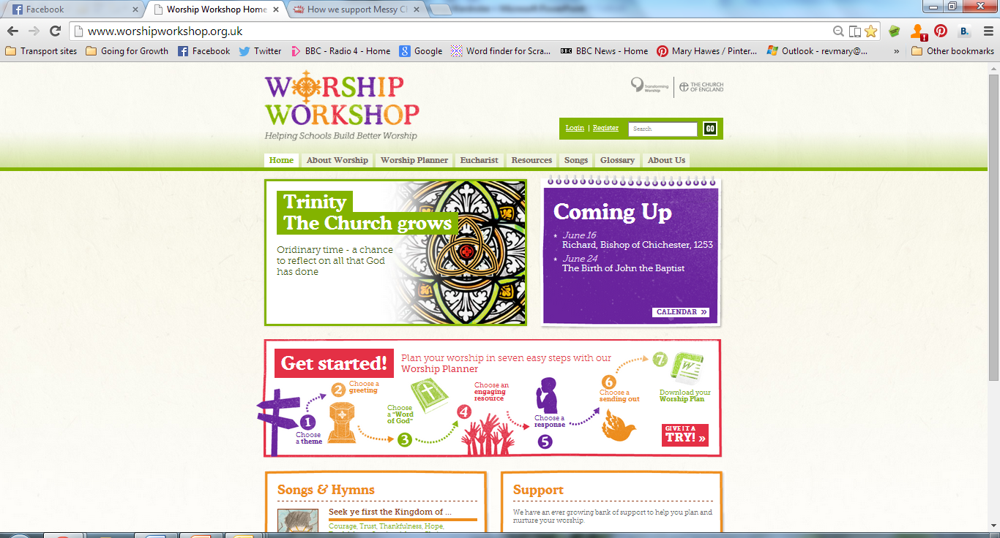 Facebook
Worship Workshop Home
How we support Messy Cl
Microsoft PowerPoint
www.worshipworkshop.org.uk
B.
Transport sites
Going for Growth
Facebook
Twitter
BBC - Radio 4 - Home
Google
Word finder for Scra...
BBC News - Home
Mary Hawes / Pinter...
Outlook - revmary@...
»
Other bookmarks
WORSHIP
WORKSHOP
Helping Schools Build Better Worship
Transforming
Worship
THE CHURCH
OF ENGLAND
Login | Register
Search
GO
Home
About Worship
Worship Planner
Eucharist
Resources
Songs
Glossary
About Us
Trinity
The Church grows
Oridinary time - a chance
to reflect on all that God
has done
Coming Up
* June 16
Richard, Bishop of Chichester, 1253
* June 24
The Birth of John the Baptist
CALENDAR »
Get started!
Plan your worship in seven easy steps with our
Worship Planner
1
Choose
a theme
2
Choose a
greeting
Choose
a "Word
of God"
3
Choose an
engaging
resource
4
Choose a
response
5
6
Choose a
sending out
7
W
Download your
Worship Plan
GIVE IT A
TRY! »
Songs & Hymns
Seek ye first the Kingdom of ...
Courage, Trust, Thankfulness, Hope,
Support
We have an ever growing bank of support to help you plan and
nurture your worship.